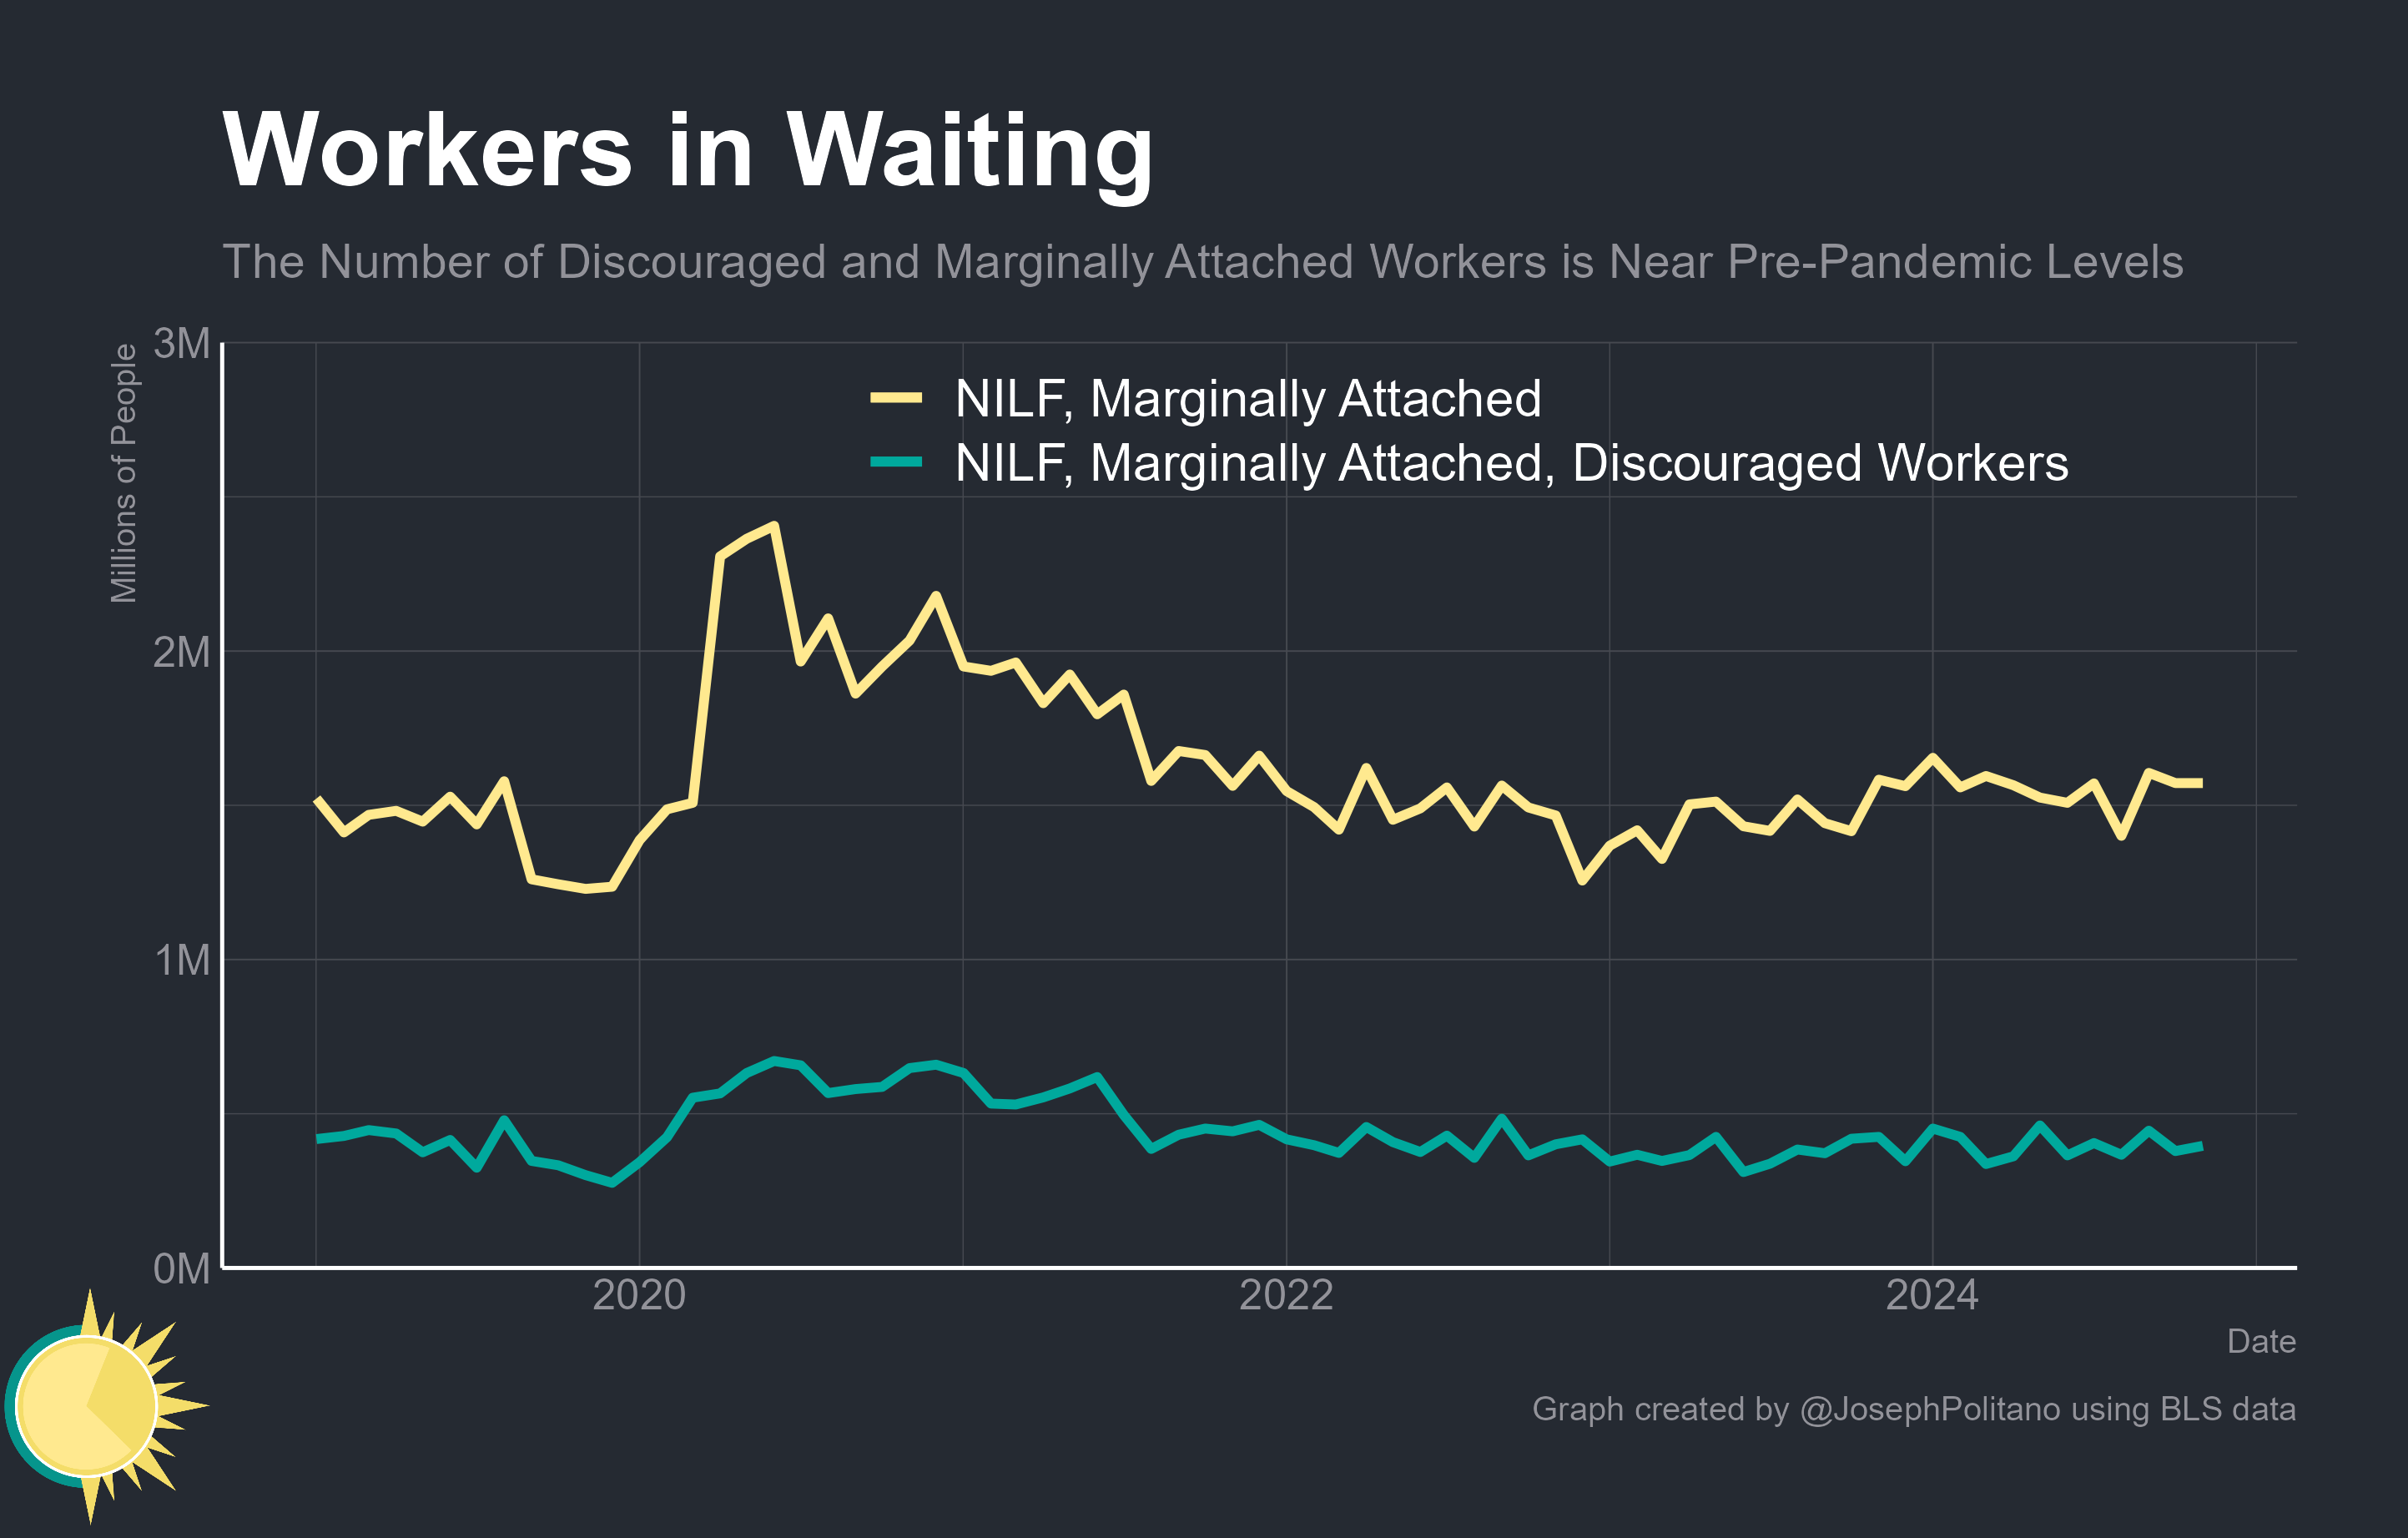 Workers in Waiting
The Number of Discouraged and Marginally Attached Workers is Near Pre-Pandemic Levels
Millions of People
3M
2M
1M
0M
NILF, Marginally Attached
NILF, Marginally Attached, Discouraged Workers
2020
2022
2024
Date
Graph created by @JosephPolitano using BLS data